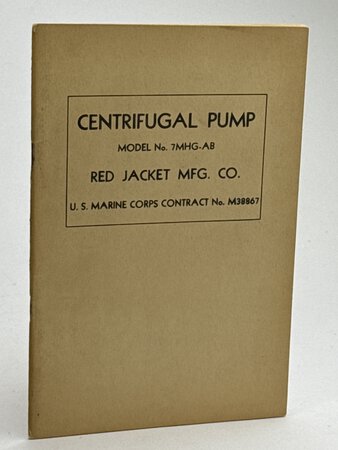 CENTRIFUGAL PUMP
MODEL No. 7MHG-AB
RED JACKET MFG. CO.
U. S. MARINE CORPS CONTRACT No. M38867